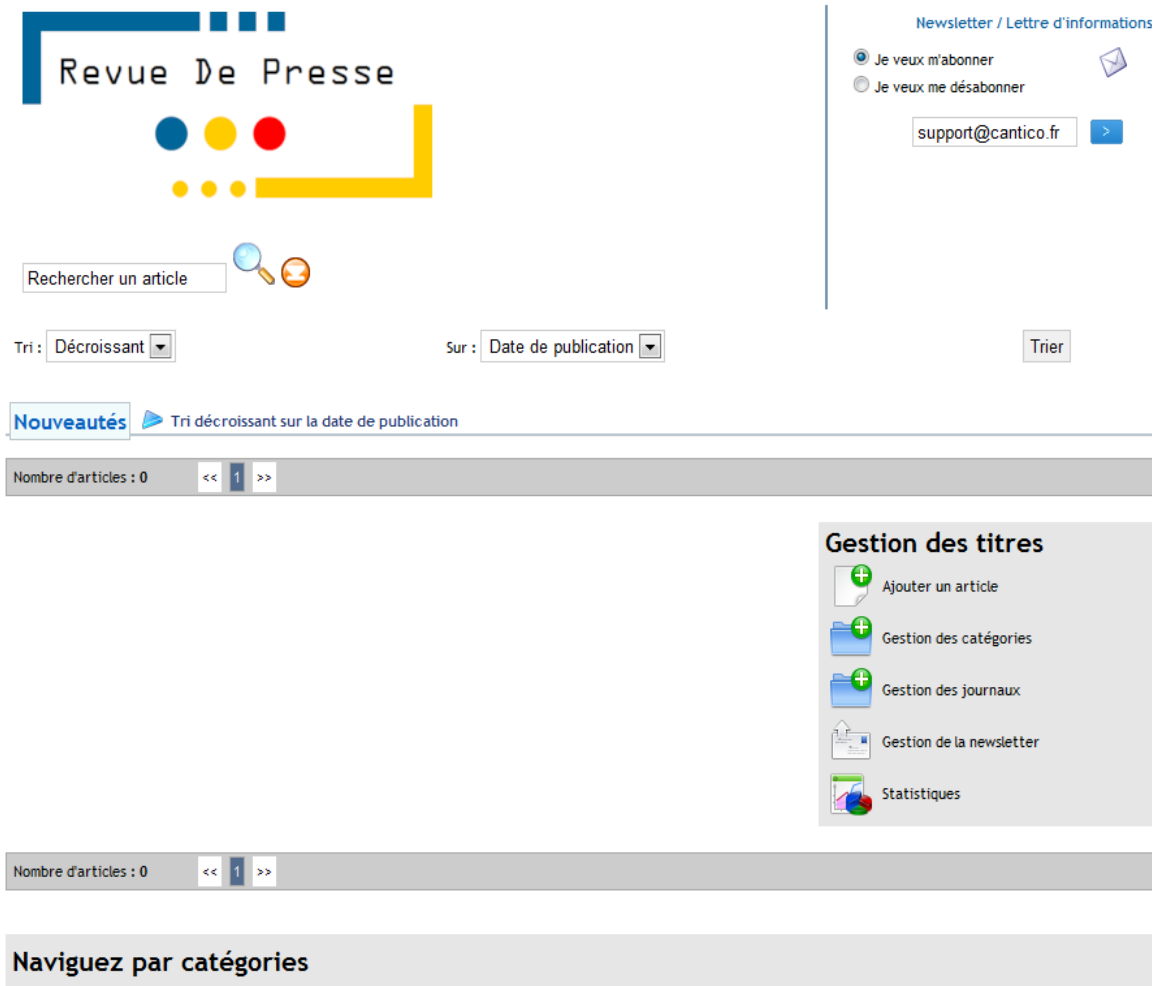 Revue De Presse
Newsletter / Lettre d'informations
Je veux m'abonner
Je veux me désabonner
support@cantico.fr >
Rechercher un article
Tri : Décroissant Sur : Date de publication Trier
Nouveautés Tri décroissant sur la date de publication
Nombre d'articles : 0 << 1 >>
Gestion des titres
Ajouter un article
Gestion des catégories
Gestion des journaux
Gestion de la newsletter
Statistiques
Nombre d'articles : 0 << 1 >>
Naviguez par catégories